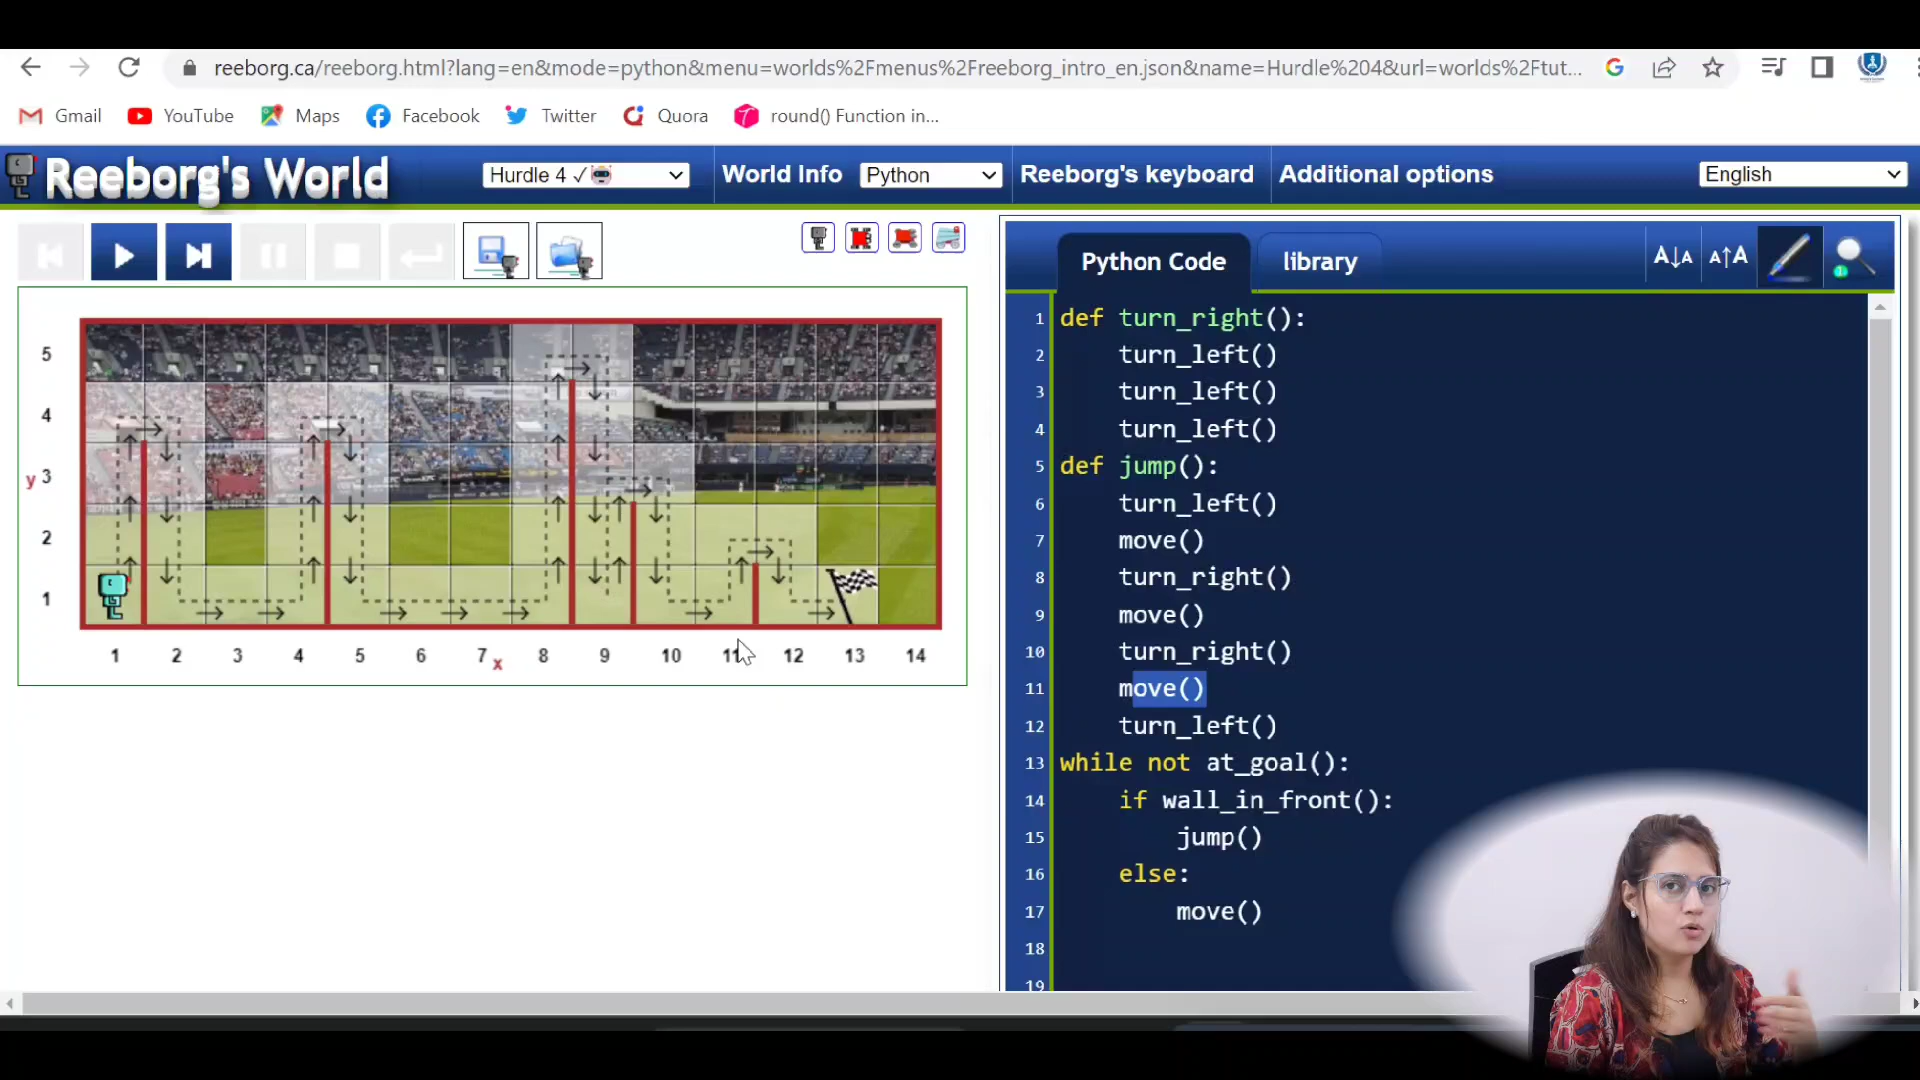 reeborg.ca/reeborg.html?lang=en&mode=python&menu=worlds%2Fmenus%2Freeborg_intro_en.json&name=Hurdle%204&url=worlds%2Ftut...
Gmail YouTube Maps Facebook Twitter Quora round() Function in...
Reeborg's World Hurdle 4 ✓ World Info Python Reeborg's keyboard Additional options English
Python Code library A↓A A↑A
5
4
y 3
2
1
1 2 3 4 5 6 7 x 8 9 10 11 12 13 14
1 def turn_right():
2 turn_left()
3 turn_left()
4 turn_left()
5 def jump():
6 turn_left()
7 move()
8 turn_right()
9 move()
10 turn_right()
11 move()
12 turn_left()
13 while not at_goal():
14 if wall_in_front():
15 jump()
16 else:
17 move()
18
19